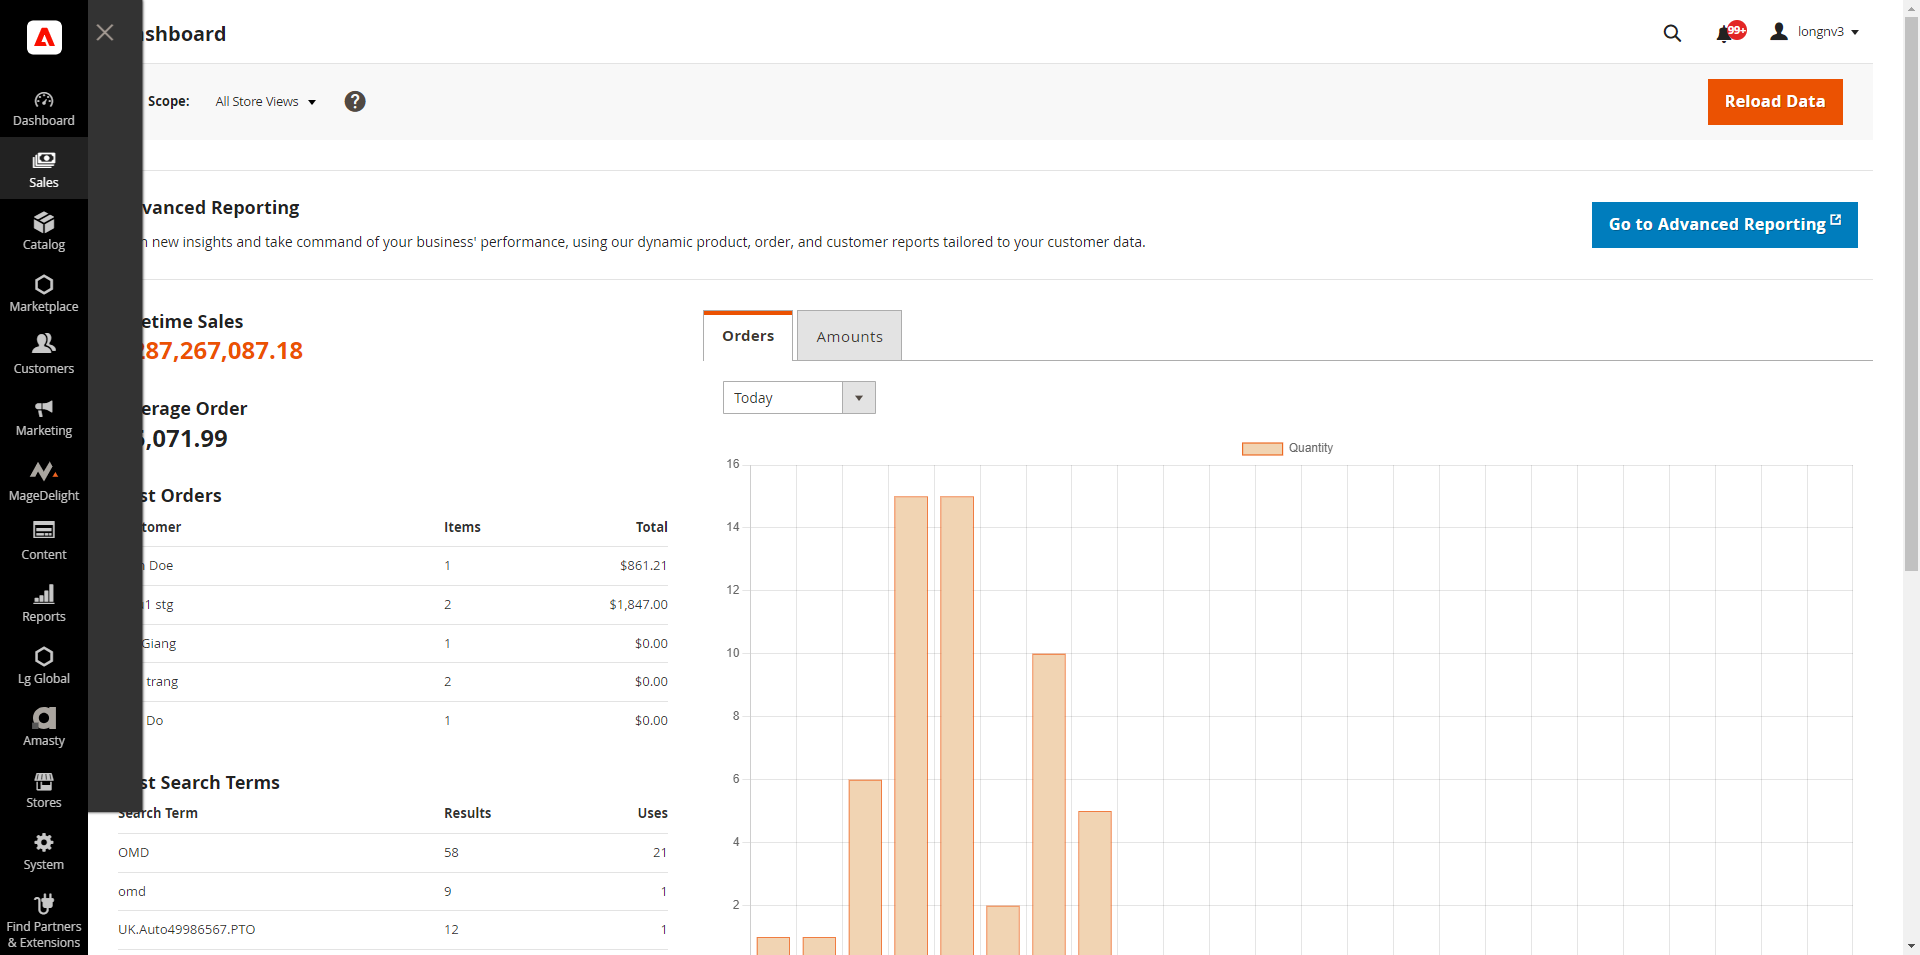 Dashboard
Sales
Catalog
Marketplace
Customers
Marketing
MageDelight
Content
Reports
Lg Global
Amasty
Stores
System
Find Partners
& Extensions
shboard
99+
longnv3
Scope:
All Store Views
?
Reload Data
vanced Reporting
n new insights and take command of your business' performance, using our dynamic product, order, and customer reports tailored to your customer data.
Go to Advanced Reporting
etime Sales
287,267,087.18
erage Order
,071.99
st Orders
tomer Items Total
Doe 1 $861.21
1 stg 2 $1,847.00
Giang 1 $0.00
trang 2 $0.00
Do 1 $0.00
st Search Terms
Search Term Results Uses
OMD 58 21
omd 9 1
UK.Auto49986567.PTO 12 1
Orders
Amounts
Today
Quantity
16
14
12
10
8
6
4
2